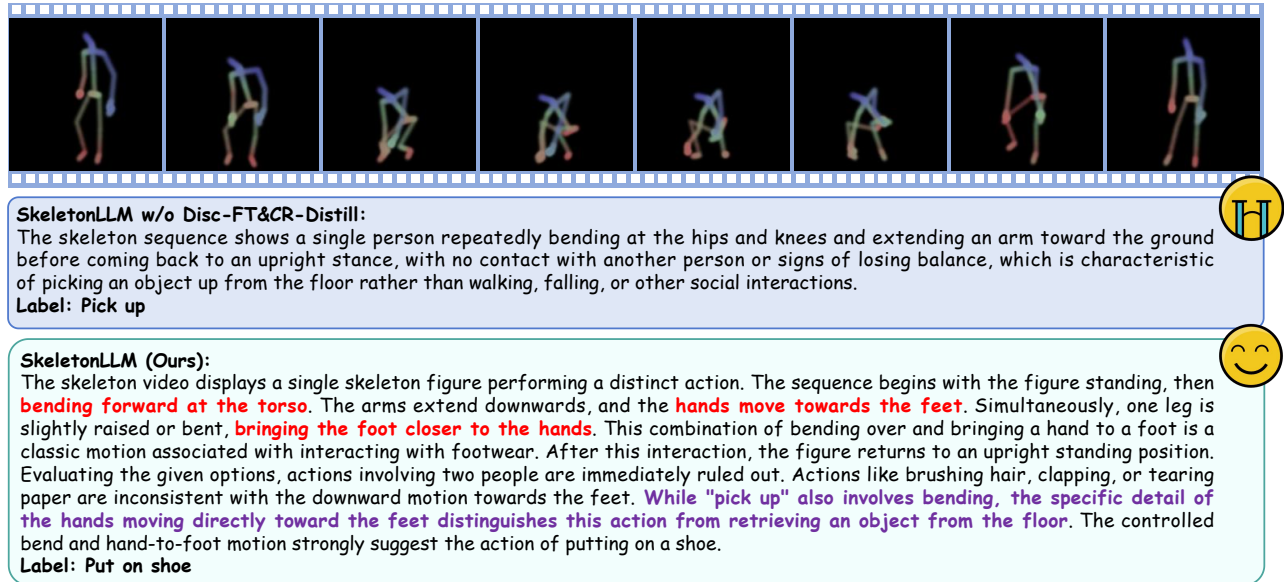 SkeletonLLM w/o Disc-FT&CR-Distill:
The skeleton sequence shows a single person repeatedly bending at the hips and knees and extending an arm toward the ground
before coming back to an upright stance, with no contact with another person or signs of losing balance, which is characteristic
of picking an object up from the floor rather than walking, falling, or other social interactions.
Label: Pick up
SkeletonLLM (Ours):
The skeleton video displays a single skeleton figure performing a distinct action. The sequence begins with the figure standing, then
bending forward at the torso. The arms extend downwards, and the hands move towards the feet. Simultaneously, one leg is
slightly raised or bent, bringing the foot closer to the hands. This combination of bending over and bringing a hand to a foot is a
classic motion associated with interacting with footwear. After this interaction, the figure returns to an upright standing position.
Evaluating the given options, actions involving two people are immediately ruled out. Actions like brushing hair, clapping, or tearing
paper are inconsistent with the downward motion towards the feet. While "pick up" also involves bending, the specific detail of
the hands moving directly toward the feet distinguishes this action from retrieving an object from the floor. The controlled
bend and hand-to-foot motion strongly suggest the action of putting on a shoe.
Label: Put on shoe